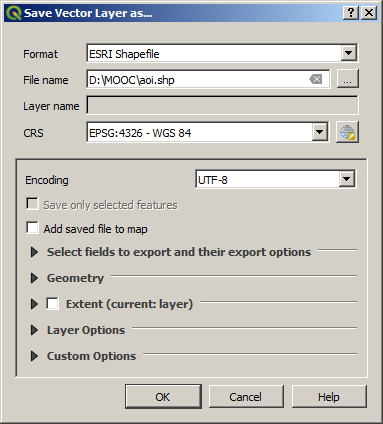 Save Vector Layer as...
Format ESRI Shapefile
File name D:\MOOC\aoi.shp ...
Layer name
CRS EPSG:4326 - WGS 84
Encoding UTF-8
Save only selected features
Add saved file to map
Select fields to export and their export options
Geometry
Extent (current: layer)
Layer Options
Custom Options
OK Cancel Help